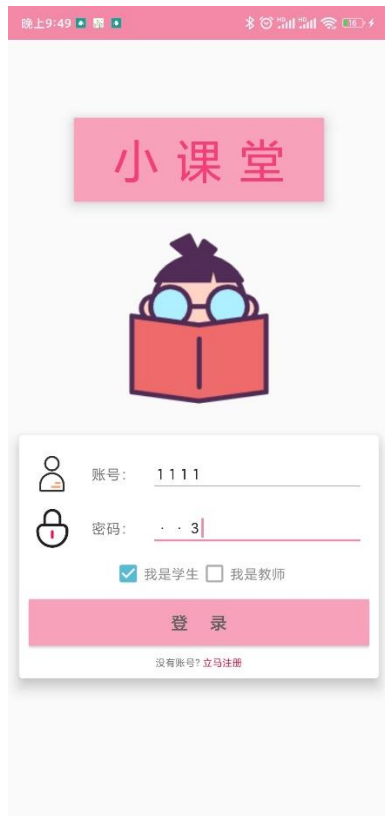 晚上9:49 16
小课堂
账号: 1111
密码: ··3
我是学生 我是教师
登 录
没有账号?立马注册